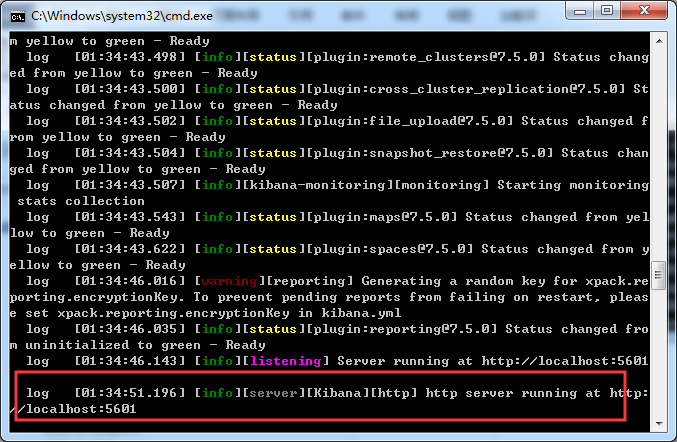 C:\Windows\system32\cmd.exe
m yellow to green - Ready
  log   [01:34:43.498] [info][status][plugin:remote_clusters@7.5.0] Status chang
ed from yellow to green - Ready
  log   [01:34:43.500] [info][status][plugin:cross_cluster_replication@7.5.0] St
atus changed from yellow to green - Ready
  log   [01:34:43.502] [info][status][plugin:file_upload@7.5.0] Status changed f
rom yellow to green - Ready
  log   [01:34:43.504] [info][status][plugin:snapshot_restore@7.5.0] Status chan
ged from yellow to green - Ready
  log   [01:34:43.507] [info][kibana-monitoring][monitoring] Starting monitoring
 stats collection
  log   [01:34:43.543] [info][status][plugin:maps@7.5.0] Status changed from yel
low to green - Ready
  log   [01:34:43.622] [info][status][plugin:spaces@7.5.0] Status changed from y
ellow to green - Ready
  log   [01:34:46.016] [warning][reporting] Generating a random key for xpack.re
porting.encryptionKey. To prevent pending reports from failing on restart, pleas
e set xpack.reporting.encryptionKey in kibana.yml
  log   [01:34:46.035] [info][status][plugin:reporting@7.5.0] Status changed fro
m uninitialized to green - Ready
  log   [01:34:46.143] [info][listening] Server running at http://localhost:5601
  log   [01:34:51.196] [info][server][Kibana][http] http server running at http:
//localhost:5601